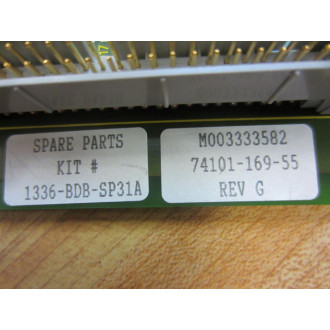 SPARE PARTS
KIT #
1336-BDB-SP31A
M003333582
74101-169-55
REV G